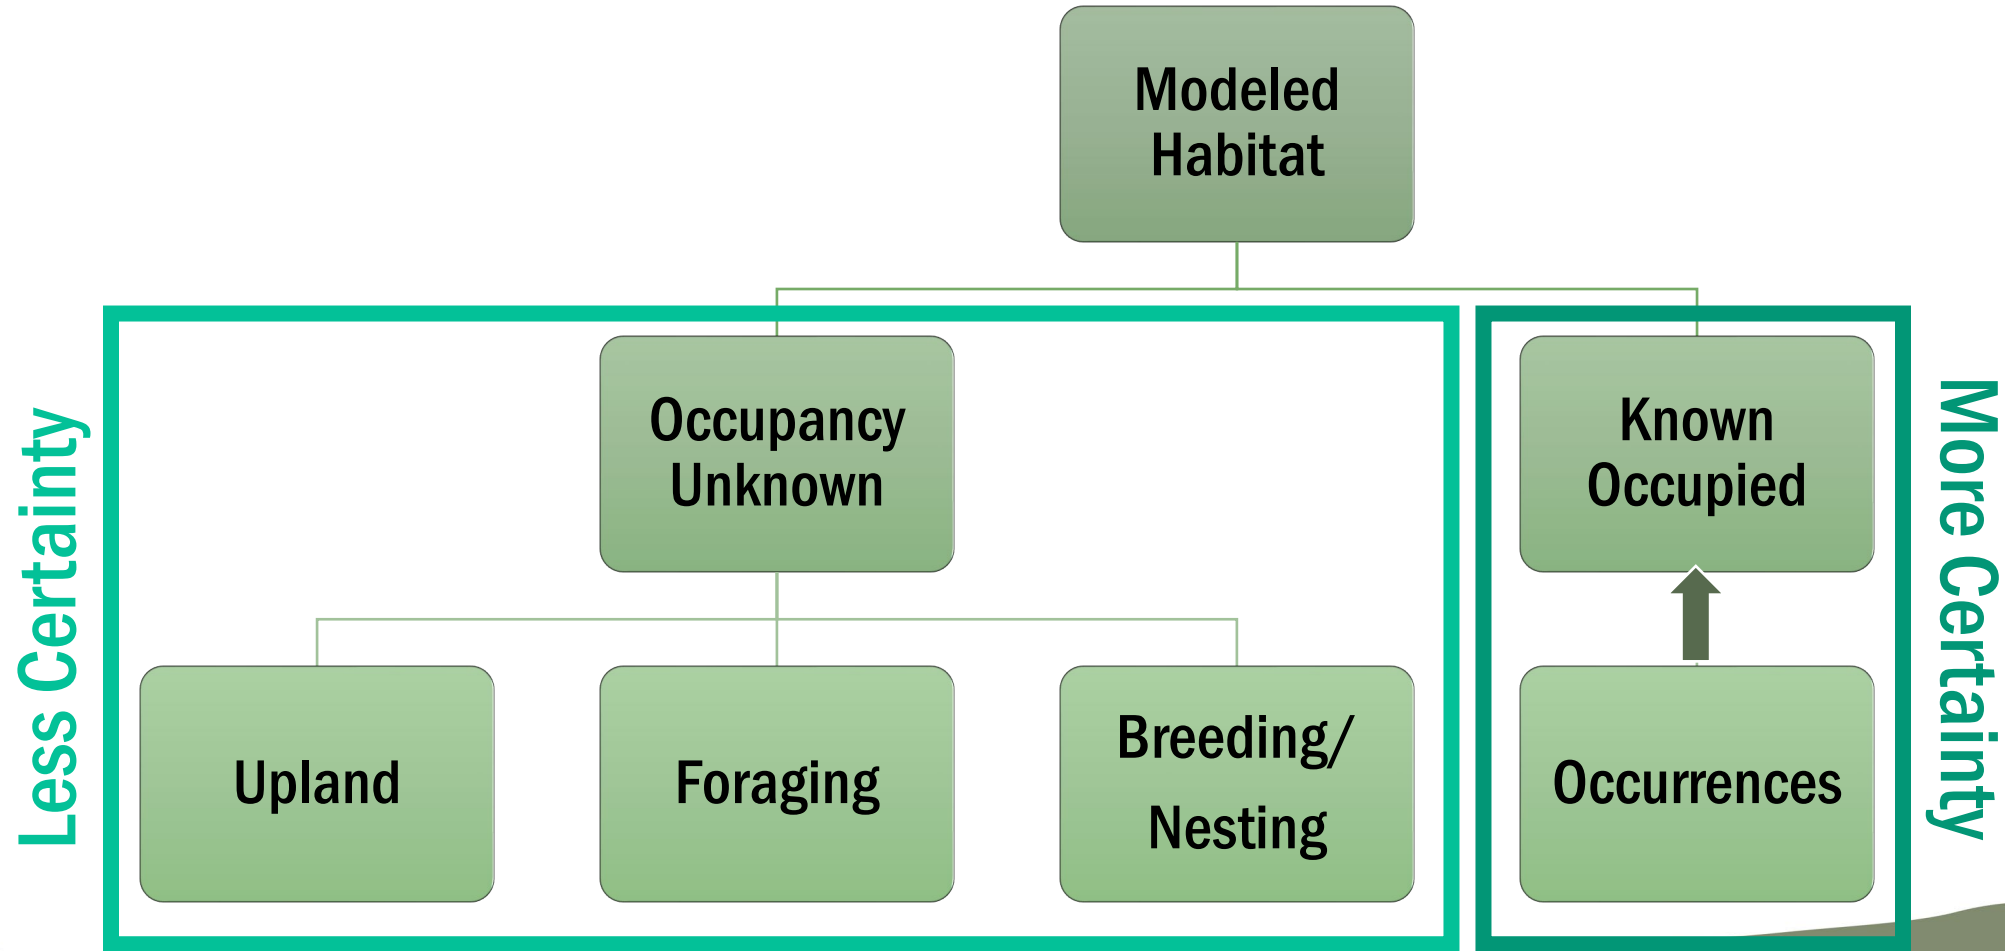 Modeled
Habitat
Less Certainty
Occupancy
Unknown
Known
Occupied
More Certainty
Upland
Foraging
Breeding/
Nesting
Occurrences